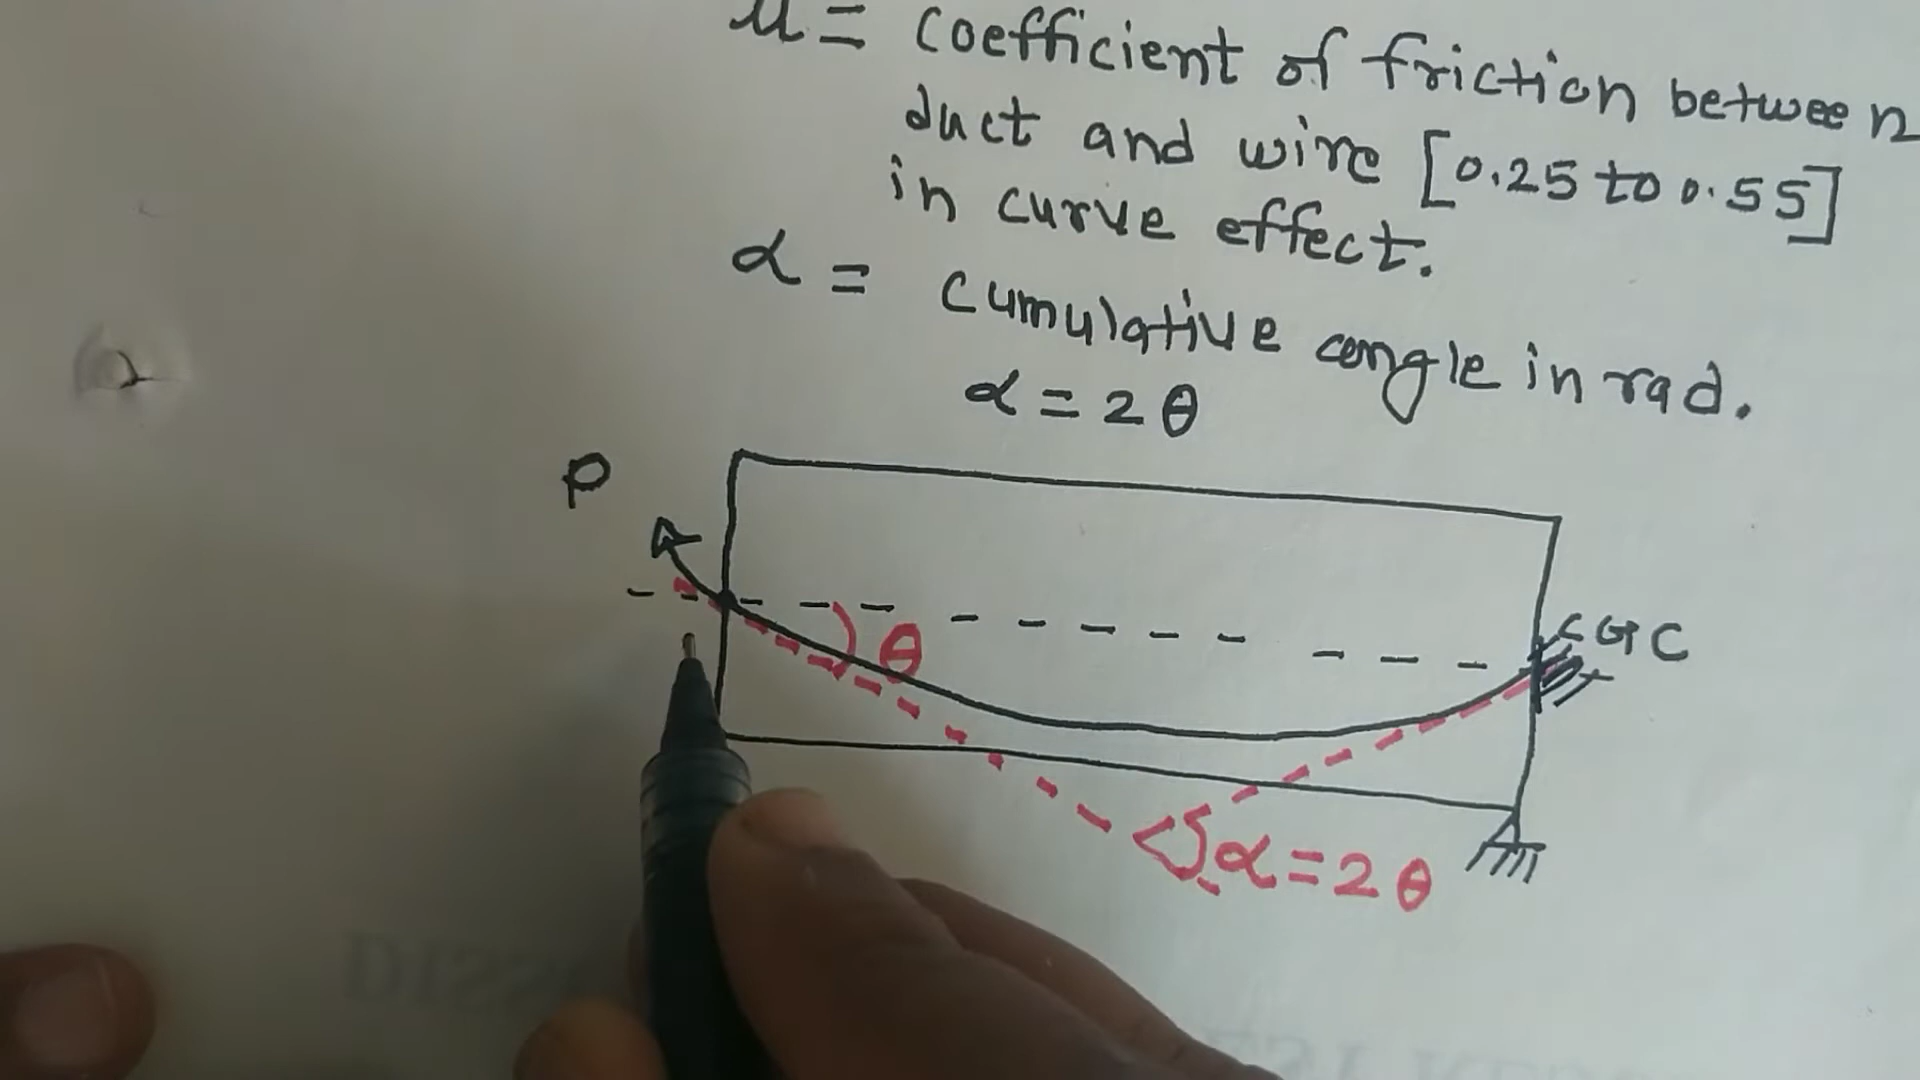 μ = coefficient of friction between
duct and wire [0.25 to 0.55]
in curve effect.
α = cumulative angle in rad.
α = 2θ
P
θ
CGC
α = 2θ